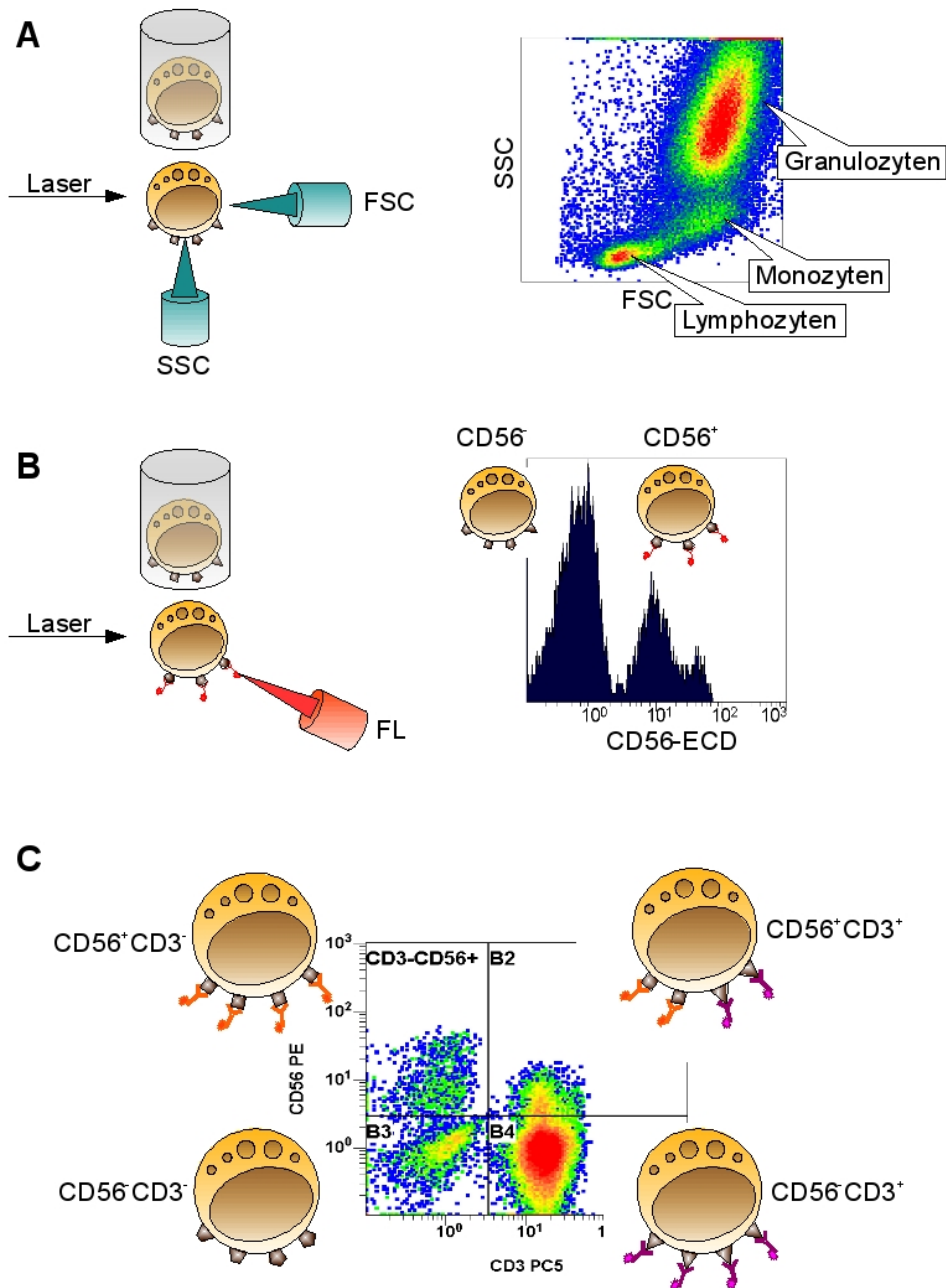 A
Laser
FSC
SSC
SSC
FSC
Granulozyten
Monozyten
Lymphozyten
B
Laser
FL
CD56⁻
CD56⁺
10⁰
10¹
10²
10³
CD56-ECD
C
CD56⁺CD3⁻
CD56⁺CD3⁺
CD56⁻CD3⁻
CD56⁻CD3⁺
CD3-CD56+
B2
B3
B4
10³
10²
10¹
10⁰
CD56 PE
10⁰
10¹
1
CD3 PC5